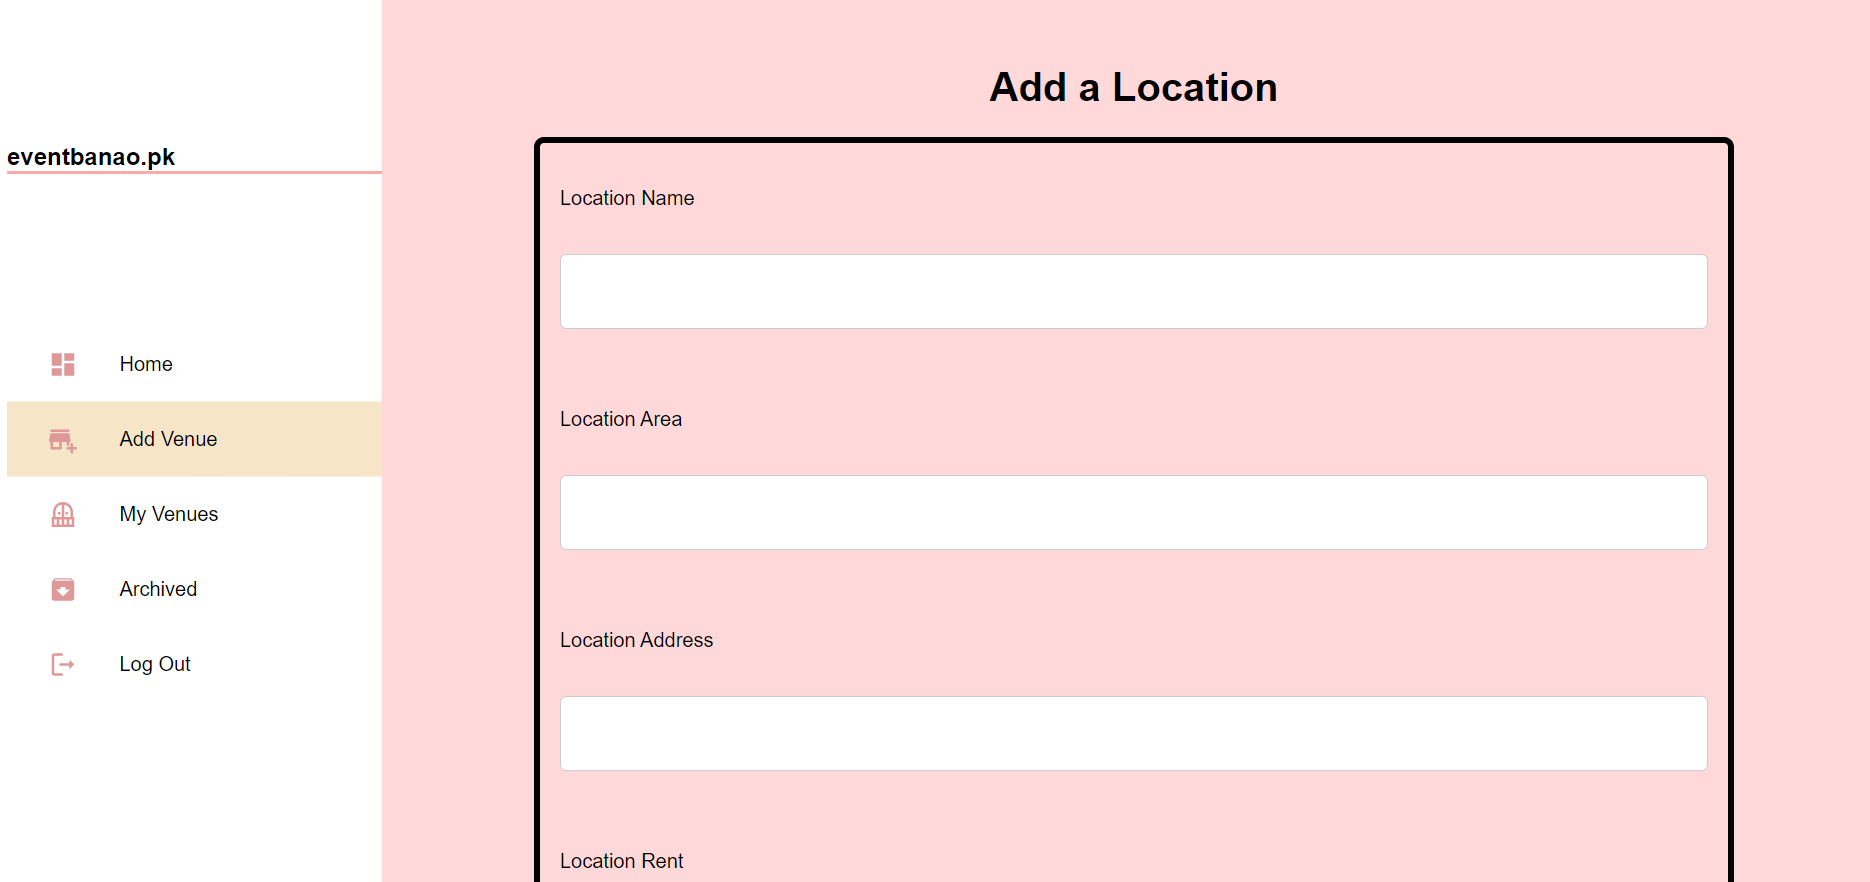 eventbanao.pk
Home
Add Venue
My Venues
Archived
Log Out
Add a Location
Location Name
Location Area
Location Address
Location Rent